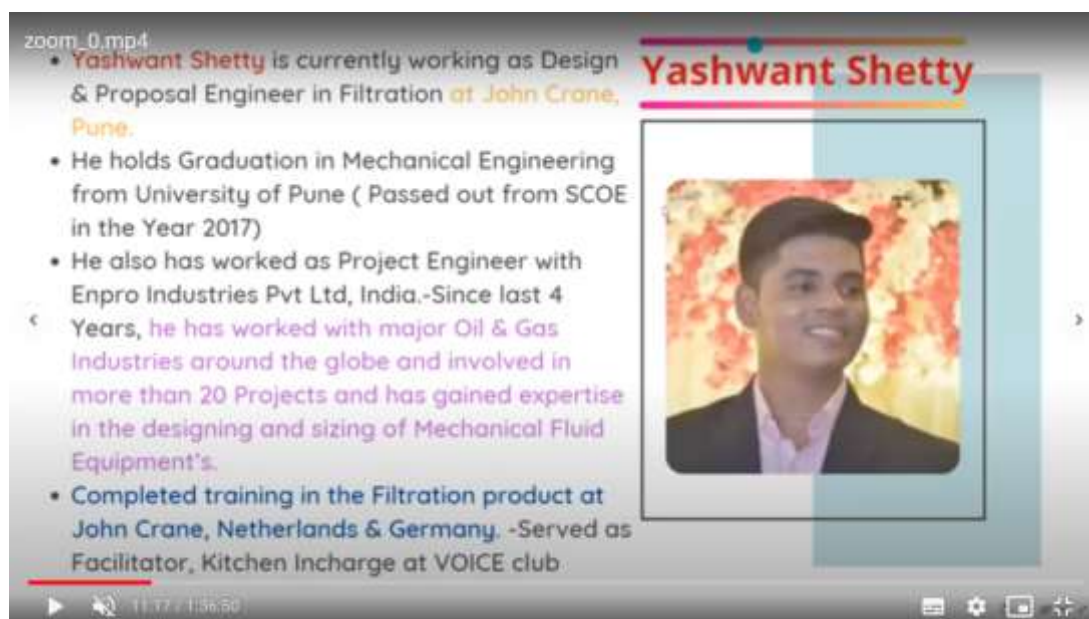 zoom_0.mp4
• Yashwant Shetty is currently working as Design
& Proposal Engineer in Filtration at John Crane,
Pune.
• He holds Graduation in Mechanical Engineering
from University of Pune ( Passed out from SCOE
in the Year 2017)
• He also has worked as Project Engineer with
Enpro Industries Pvt Ltd, India.-Since last 4
Years, he has worked with major Oil & Gas
Industries around the globe and involved in
more than 20 Projects and has gained expertise
in the designing and sizing of Mechanical Fluid
Equipment's.
• Completed training in the Filtration product at
John Crane, Netherlands & Germany. -Served as
Facilitator, Kitchen Incharge at VOICE club
Yashwant Shetty
11:17 / 1:36:50